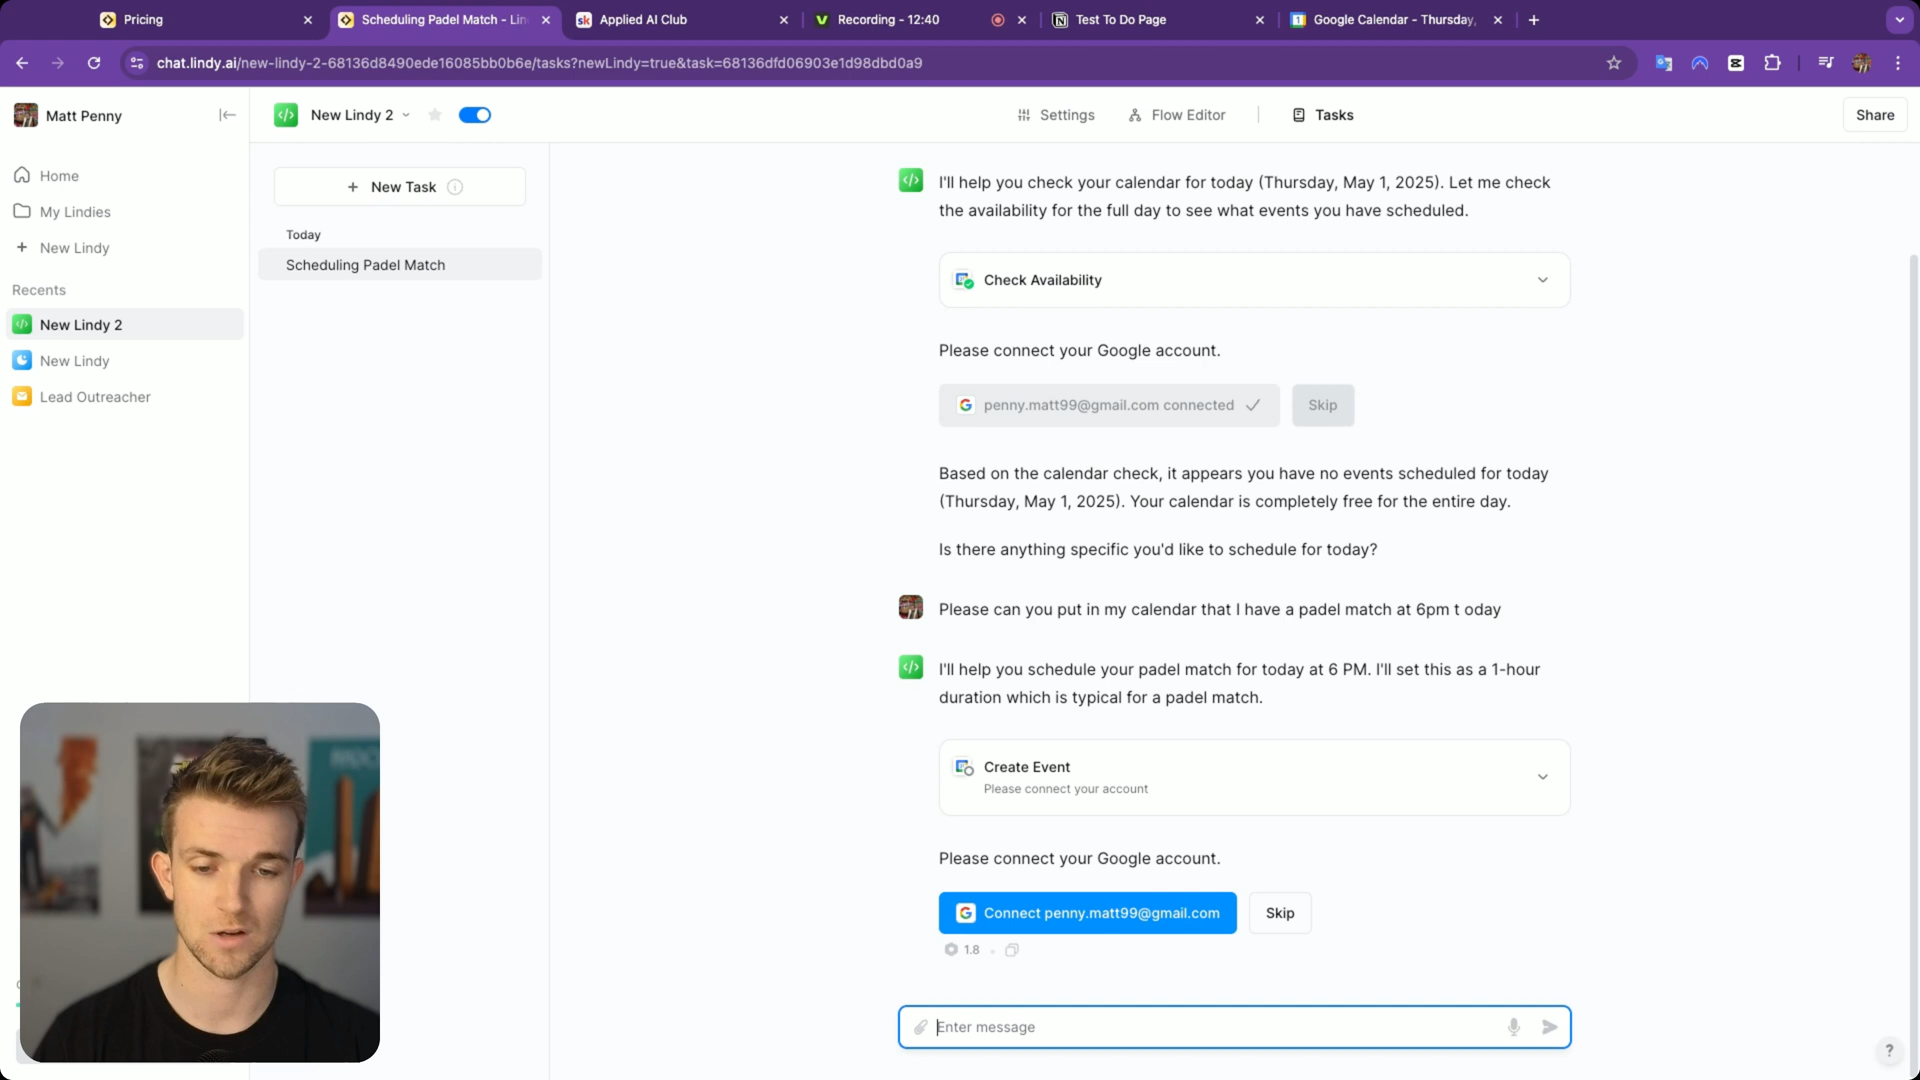 Pricing
Scheduling Padel Match - Lin
Applied AI Club
Recording - 12:40
Test To Do Page
Google Calendar - Thursday,
chat.lindy.ai/new-lindy-2-68136d8490ede16085bb0b6e/tasks?newLindy=true&task=68136dfd06903e1d98dbd0a9
Matt Penny
New Lindy 2
Settings
Flow Editor
Tasks
Share
Home
My Lindies
New Lindy
Recents
New Lindy 2
New Lindy
Lead Outreacher
New Task
Today
Scheduling Padel Match
I'll help you check your calendar for today (Thursday, May 1, 2025). Let me check
the availability for the full day to see what events you have scheduled.
Check Availability
Please connect your Google account.
penny.matt99@gmail.com connected
Skip
Based on the calendar check, it appears you have no events scheduled for today
(Thursday, May 1, 2025). Your calendar is completely free for the entire day.
Is there anything specific you'd like to schedule for today?
Please can you put in my calendar that I have a padel match at 6pm t oday
I'll help you schedule your padel match for today at 6 PM. I'll set this as a 1-hour
duration which is typical for a padel match.
Create Event
Please connect your account
Please connect your Google account.
Connect penny.matt99@gmail.com
Skip
1.8
Enter message
?